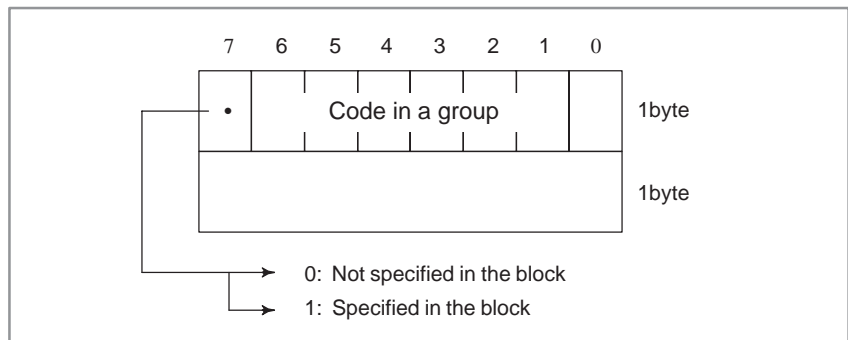 7 6 5 4 3 2 1 0
Code in a group
1byte
1byte
0: Not specified in the block
1: Specified in the block